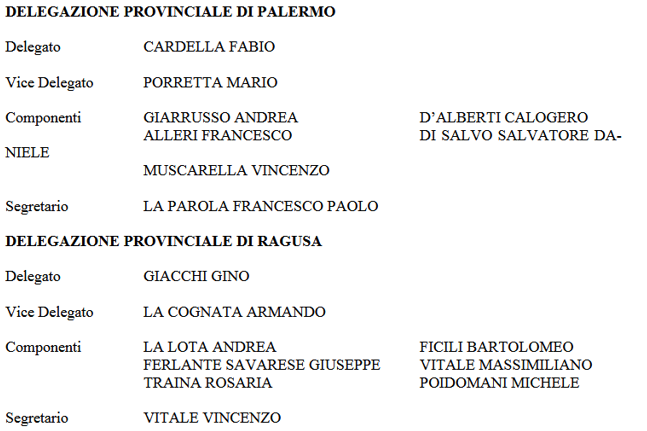 DELEGAZIONE PROVINCIALE DI PALERMO
Delegato CARDELLA FABIO
Vice Delegato PORRETTA MARIO
Componenti GIARRUSSO ANDREA D’ALBERTI CALOGERO
ALLERI FRANCESCO DI SALVO SALVATORE DA-
NIELE
MUSCARELLA VINCENZO
Segretario LA PAROLA FRANCESCO PAOLO
DELEGAZIONE PROVINCIALE DI RAGUSA
Delegato GIACCHI GINO
Vice Delegato LA COGNATA ARMANDO
Componenti LA LOTA ANDREA FICILI BARTOLOMEO
FERLANTE SAVARESE GIUSEPPE VITALE MASSIMILIANO
TRAINA ROSARIA POIDOMANI MICHELE
Segretario VITALE VINCENZO